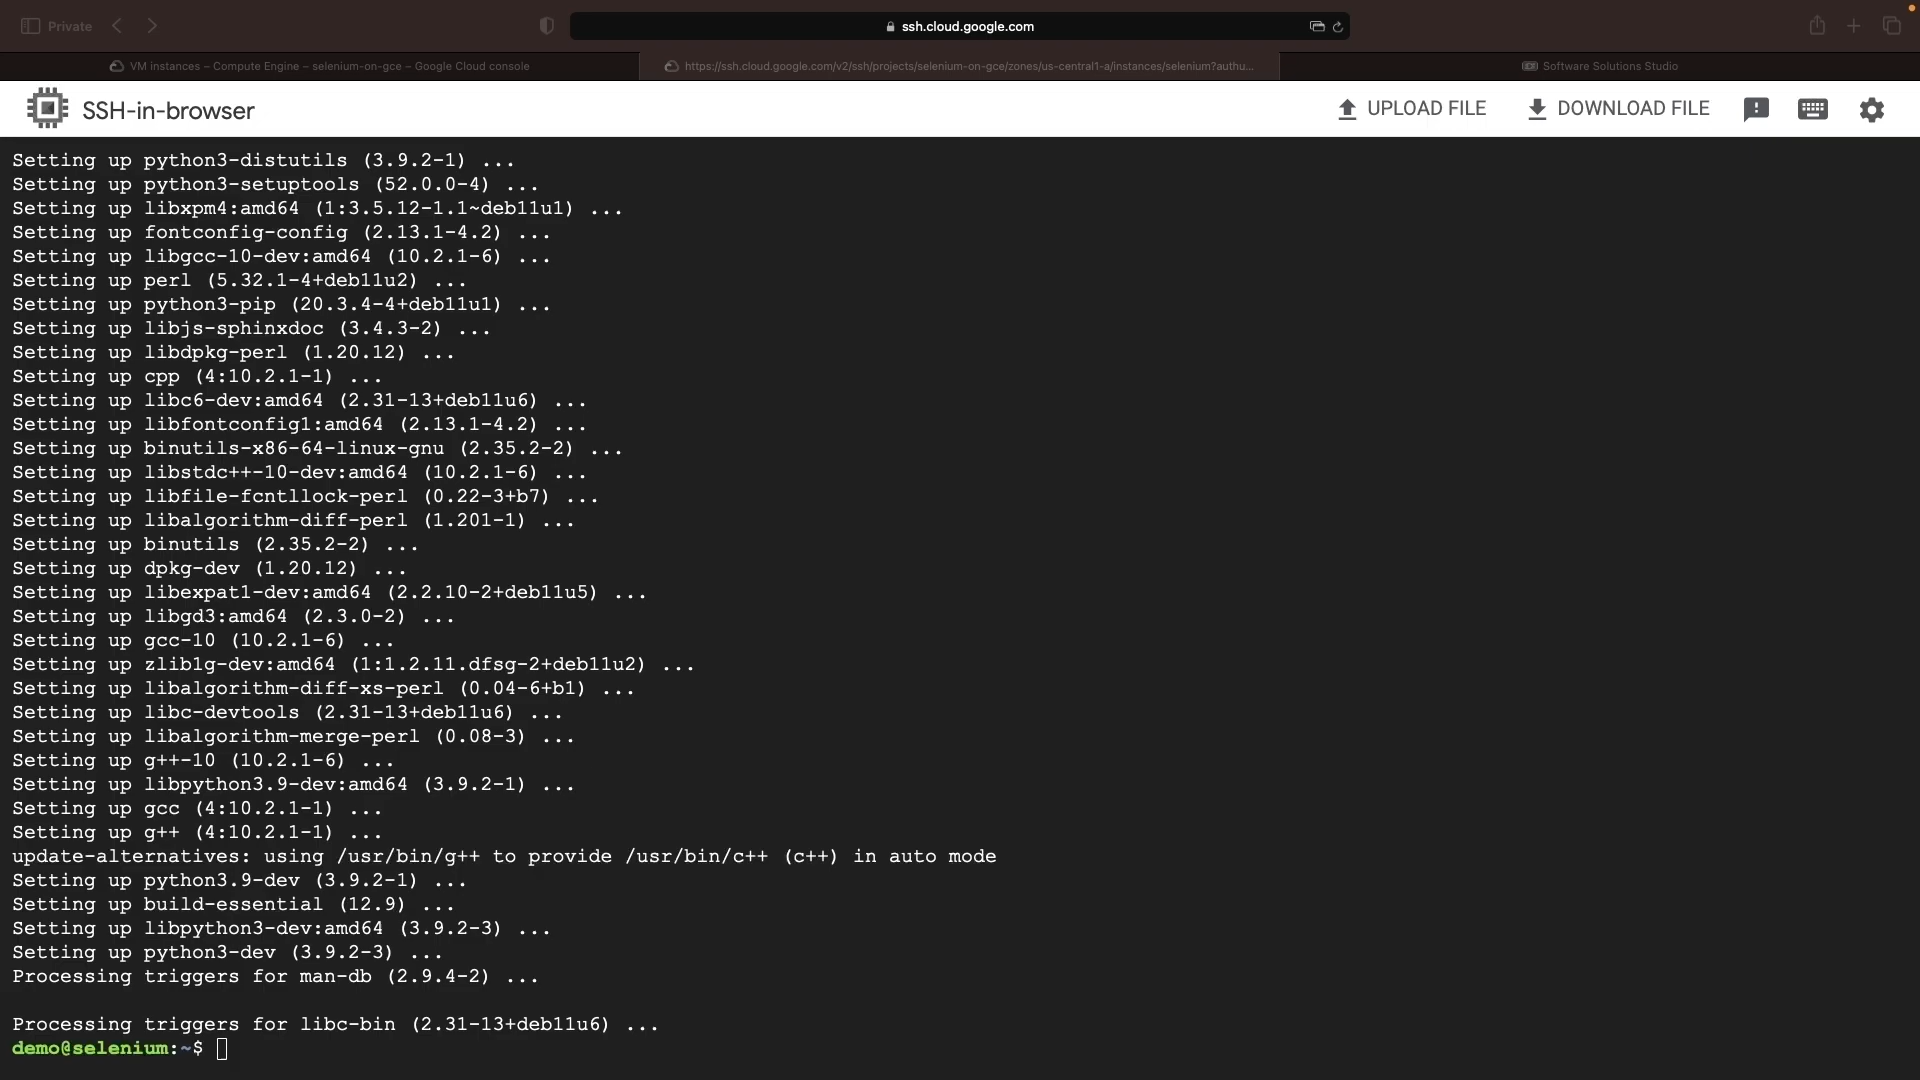 Private
ssh.cloud.google.com
VM instances – Compute Engine – selenium-on-gce – Google Cloud console
https://ssh.cloud.google.com/v2/ssh/projects/selenium-on-gce/zones/us-central1-a/instances/selenium?authu...
Software Solutions Studio
SSH-in-browser
UPLOAD FILE
DOWNLOAD FILE
Setting up python3-distutils (3.9.2-1) ...
Setting up python3-setuptools (52.0.0-4) ...
Setting up libxpm4:amd64 (1:3.5.12-1.1~deb11u1) ...
Setting up fontconfig-config (2.13.1-4.2) ...
Setting up libgcc-10-dev:amd64 (10.2.1-6) ...
Setting up perl (5.32.1-4+deb11u2) ...
Setting up python3-pip (20.3.4-4+deb11u1) ...
Setting up libjs-sphinxdoc (3.4.3-2) ...
Setting up libdpkg-perl (1.20.12) ...
Setting up cpp (4:10.2.1-1) ...
Setting up libc6-dev:amd64 (2.31-13+deb11u6) ...
Setting up libfontconfig1:amd64 (2.13.1-4.2) ...
Setting up binutils-x86-64-linux-gnu (2.35.2-2) ...
Setting up libstdc++-10-dev:amd64 (10.2.1-6) ...
Setting up libfile-fcntllock-perl (0.22-3+b7) ...
Setting up libalgorithm-diff-perl (1.201-1) ...
Setting up binutils (2.35.2-2) ...
Setting up dpkg-dev (1.20.12) ...
Setting up libexpat1-dev:amd64 (2.2.10-2+deb11u5) ...
Setting up libgd3:amd64 (2.3.0-2) ...
Setting up gcc-10 (10.2.1-6) ...
Setting up zlib1g-dev:amd64 (1:1.2.11.dfsg-2+deb11u2) ...
Setting up libalgorithm-diff-xs-perl (0.04-6+b1) ...
Setting up libc-devtools (2.31-13+deb11u6) ...
Setting up libalgorithm-merge-perl (0.08-3) ...
Setting up g++-10 (10.2.1-6) ...
Setting up libpython3.9-dev:amd64 (3.9.2-1) ...
Setting up gcc (4:10.2.1-1) ...
Setting up g++ (4:10.2.1-1) ...
update-alternatives: using /usr/bin/g++ to provide /usr/bin/c++ (c++) in auto mode
Setting up python3.9-dev (3.9.2-1) ...
Setting up build-essential (12.9) ...
Setting up libpython3-dev:amd64 (3.9.2-3) ...
Setting up python3-dev (3.9.2-3) ...
Processing triggers for man-db (2.9.4-2) ...
Processing triggers for libc-bin (2.31-13+deb11u6) ...
demo@selenium:~$